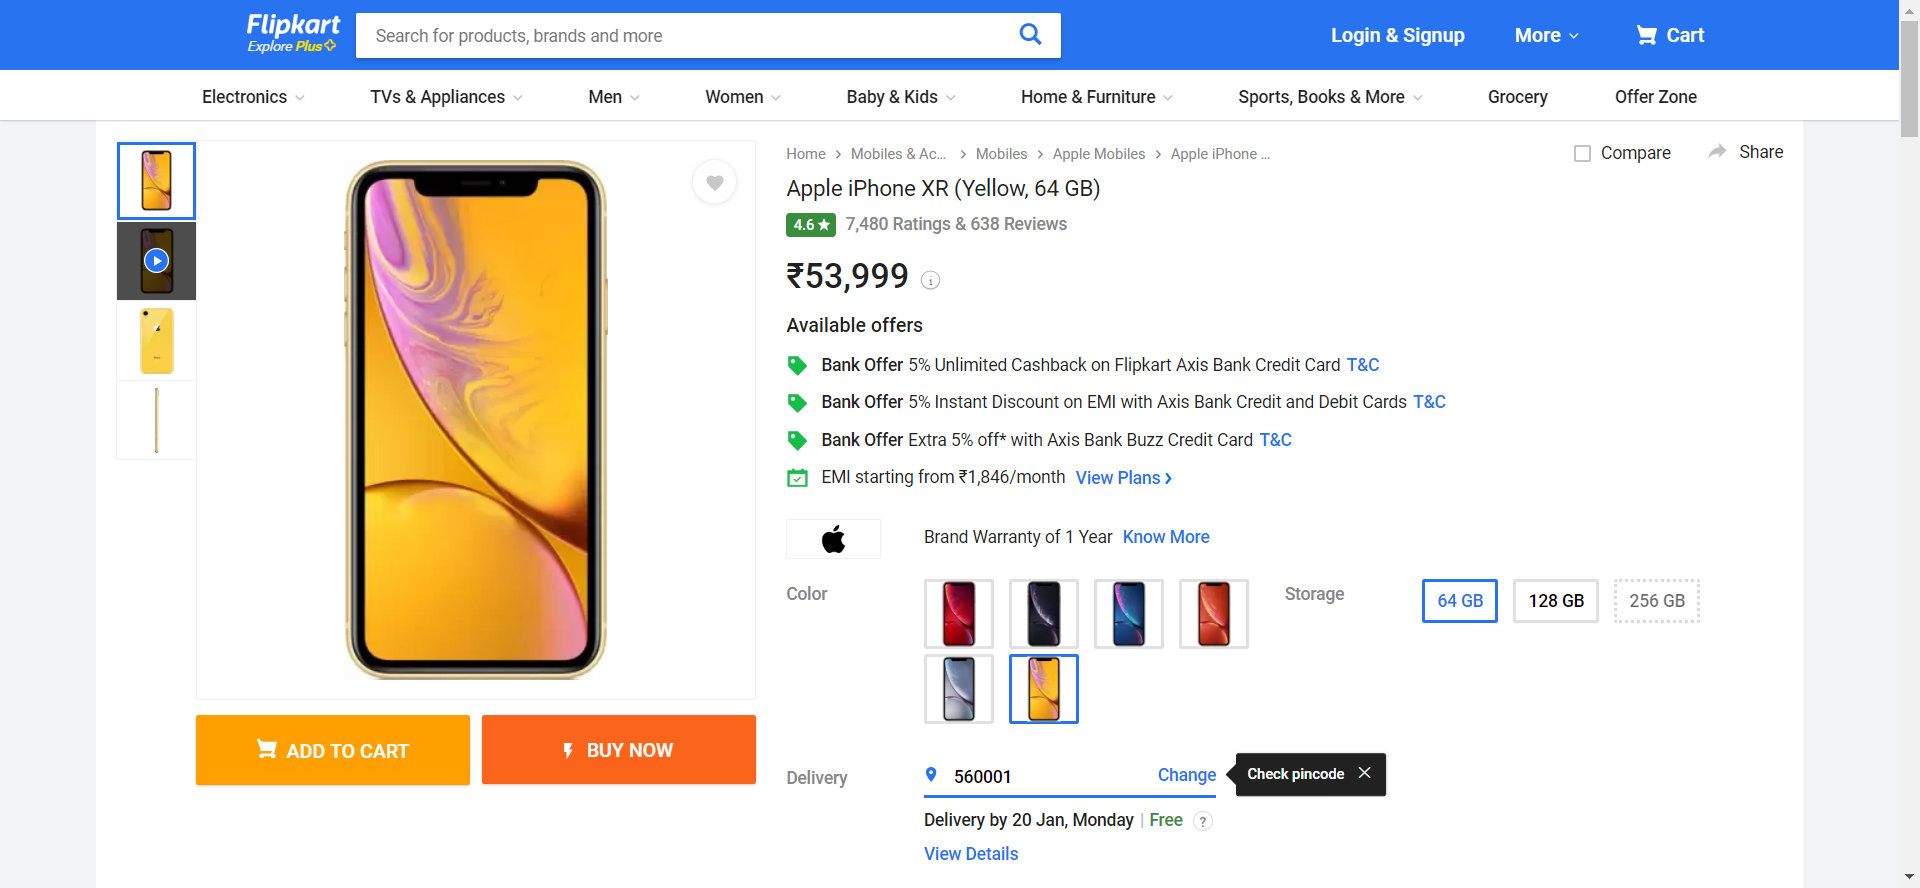 Flipkart
Explore Plus
Search for products, brands and more
Login & Signup
More
Cart
Electronics
TVs & Appliances
Men
Women
Baby & Kids
Home & Furniture
Sports, Books & More
Grocery
Offer Zone
Home > Mobiles & Ac... > Mobiles > Apple Mobiles > Apple iPhone ...
Compare
Share
Apple iPhone XR (Yellow, 64 GB)
4.6 ★ 7,480 Ratings & 638 Reviews
₹53,999
Available offers
Bank Offer 5% Unlimited Cashback on Flipkart Axis Bank Credit Card T&C
Bank Offer 5% Instant Discount on EMI with Axis Bank Credit and Debit Cards T&C
Bank Offer Extra 5% off* with Axis Bank Buzz Credit Card T&C
EMI starting from ₹1,846/month View Plans >
Brand Warranty of 1 Year Know More
Color
Storage
64 GB
128 GB
256 GB
ADD TO CART
BUY NOW
Delivery
560001
Change
Check pincode
Delivery by 20 Jan, Monday | Free ?
View Details